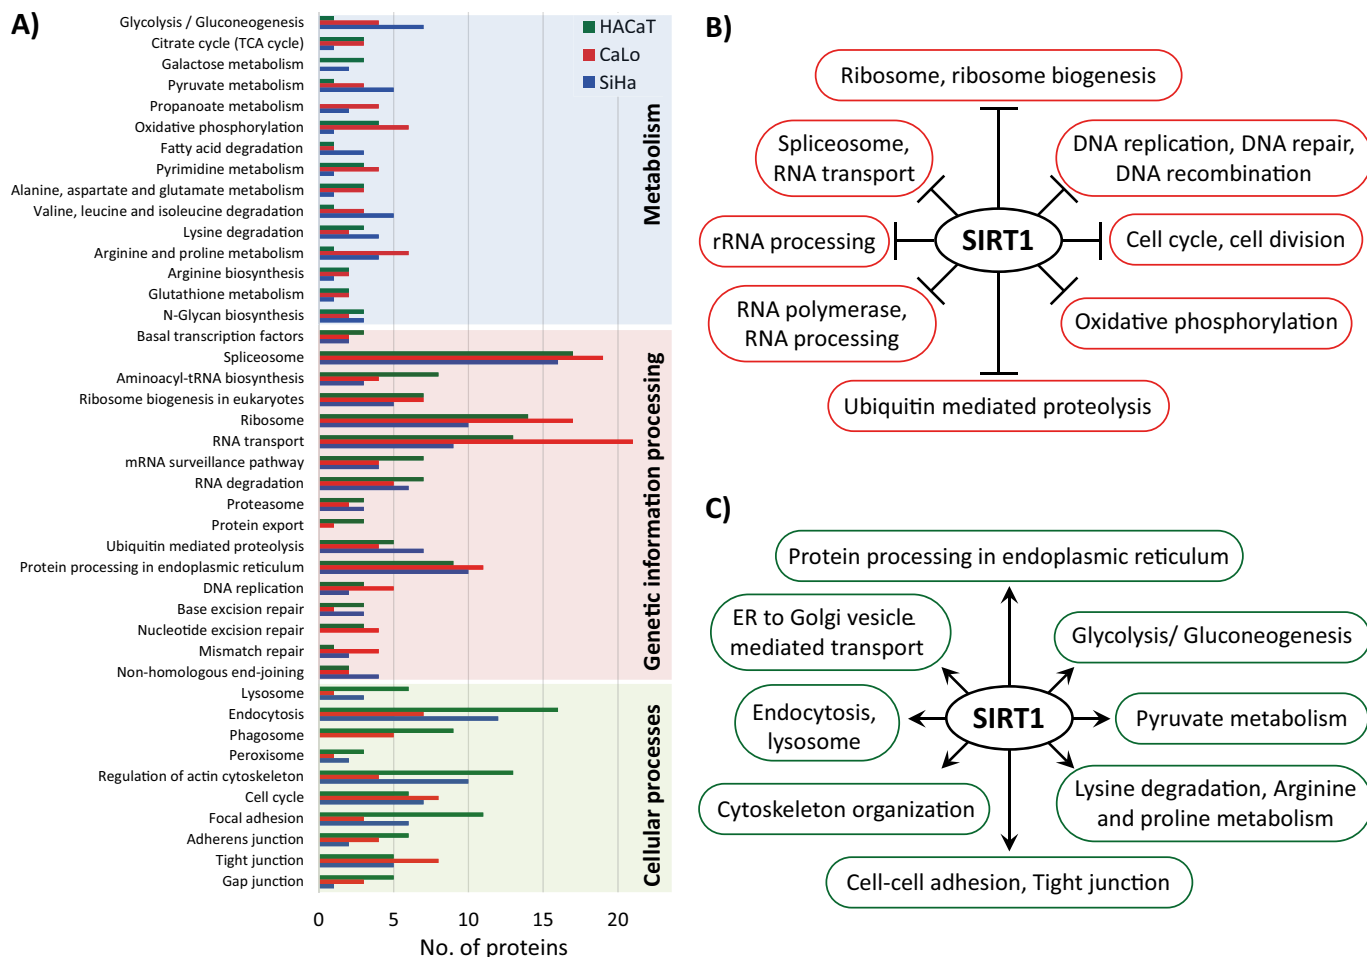 A)
Glycolysis / Gluconeogenesis
Citrate cycle (TCA cycle)
Galactose metabolism
Pyruvate metabolism
Propanoate metabolism
Oxidative phosphorylation
Fatty acid degradation
Pyrimidine metabolism
Alanine, aspartate and glutamate metabolism
Valine, leucine and isoleucine degradation
Lysine degradation
Arginine and proline metabolism
Arginine biosynthesis
Glutathione metabolism
N-Glycan biosynthesis
Basal transcription factors
Spliceosome
Aminoacyl-tRNA biosynthesis
Ribosome biogenesis in eukaryotes
Ribosome
RNA transport
mRNA surveillance pathway
RNA degradation
Proteasome
Protein export
Ubiquitin mediated proteolysis
Protein processing in endoplasmic reticulum
DNA replication
Base excision repair
Nucleotide excision repair
Mismatch repair
Non-homologous end-joining
Lysosome
Endocytosis
Phagosome
Peroxisome
Regulation of actin cytoskeleton
Cell cycle
Focal adhesion
Adherens junction
Tight junction
Gap junction
0 5 10 15 20
No. of proteins
HACaT
CaLo
SiHa
Metabolism
Genetic information processing
Cellular processes
B)
Ribosome, ribosome biogenesis
Spliceosome,
RNA transport
DNA replication, DNA repair,
DNA recombination
rRNA processing
SIRT1
Cell cycle, cell division
RNA polymerase,
RNA processing
Oxidative phosphorylation
Ubiquitin mediated proteolysis
C)
Protein processing in endoplasmic reticulum
ER to Golgi vesicle
mediated transport
Glycolysis/ Gluconeogenesis
Endocytosis,
lysosome
SIRT1
Pyruvate metabolism
Cytoskeleton organization
Lysine degradation, Arginine
and proline metabolism
Cell-cell adhesion, Tight junction